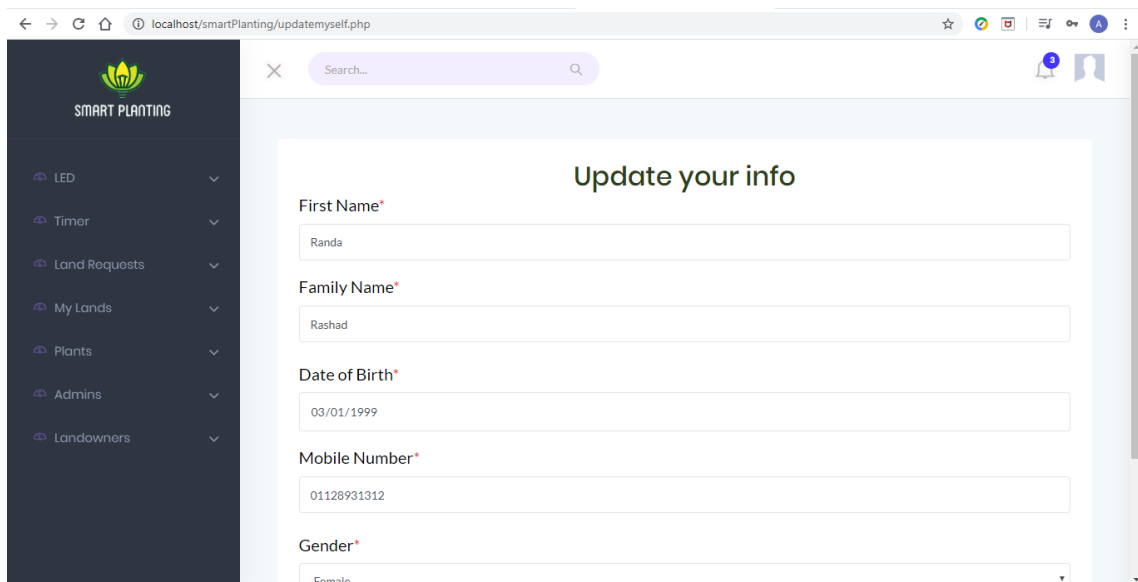 localhost/smartPlanting/updatemyself.php
A
SMART PLANTING
Search...
3
LED
Timer
Land Requests
My Lands
Plants
Admins
Landowners
Update your info
First Name*
Randa
Family Name*
Rashad
Date of Birth*
03/01/1999
Mobile Number*
01128931312
Gender*
Female